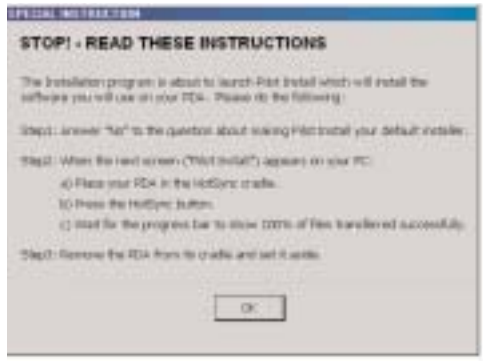 SPECIAL INSTRUCTION
STOP! - READ THESE INSTRUCTIONS
The installation program is about to launch Pilot Install which will install the
software you will use on your PDA. Please do the following:
Step1: Answer "No" to the question about making Pilot Install your default installer.
Step2: When the next screen ("Pilot Install") appears on your PC:
a) Place your PDA in the HotSync cradle.
b) Press the HotSync button.
c) Wait for the progress bar to show 100% of files transferred successfully.
Step3: Remove the PDA from its cradle and set it aside.
OK